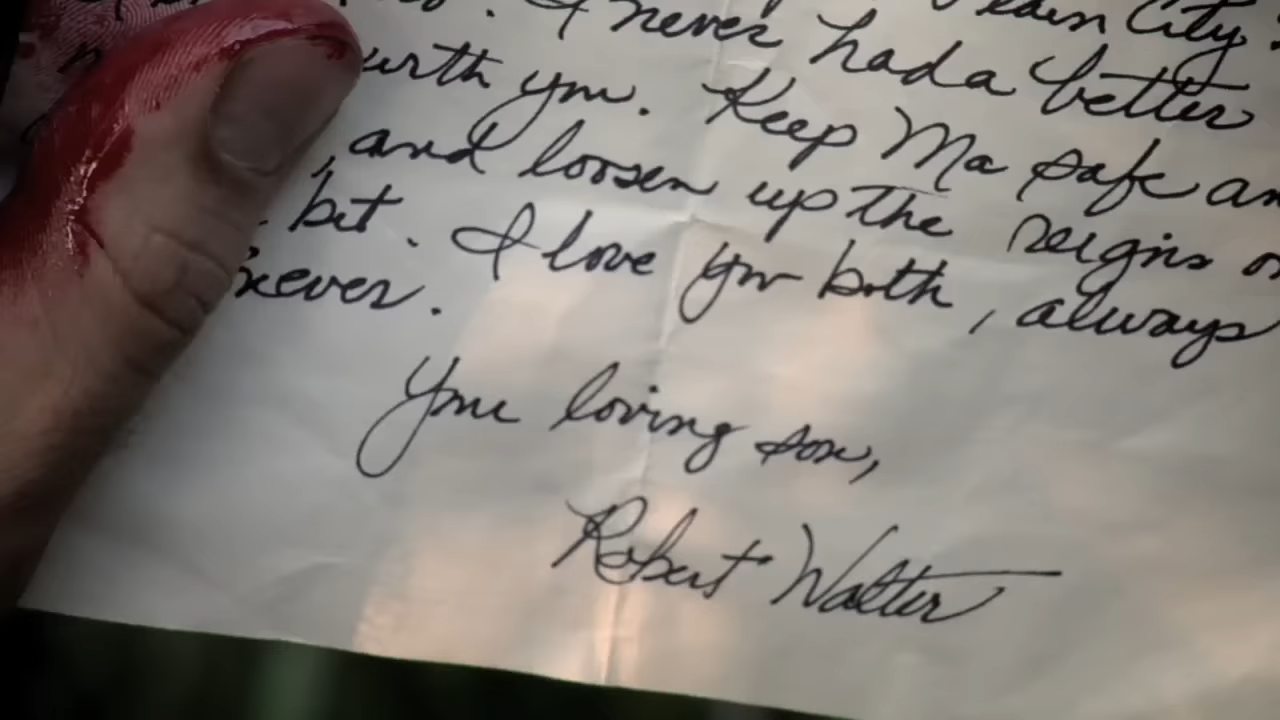 . I never had a better
with you. Keep Ma safe an
, and loosen up the reigns on
bit. I love you both, always
Your loving son,
Robert Walter